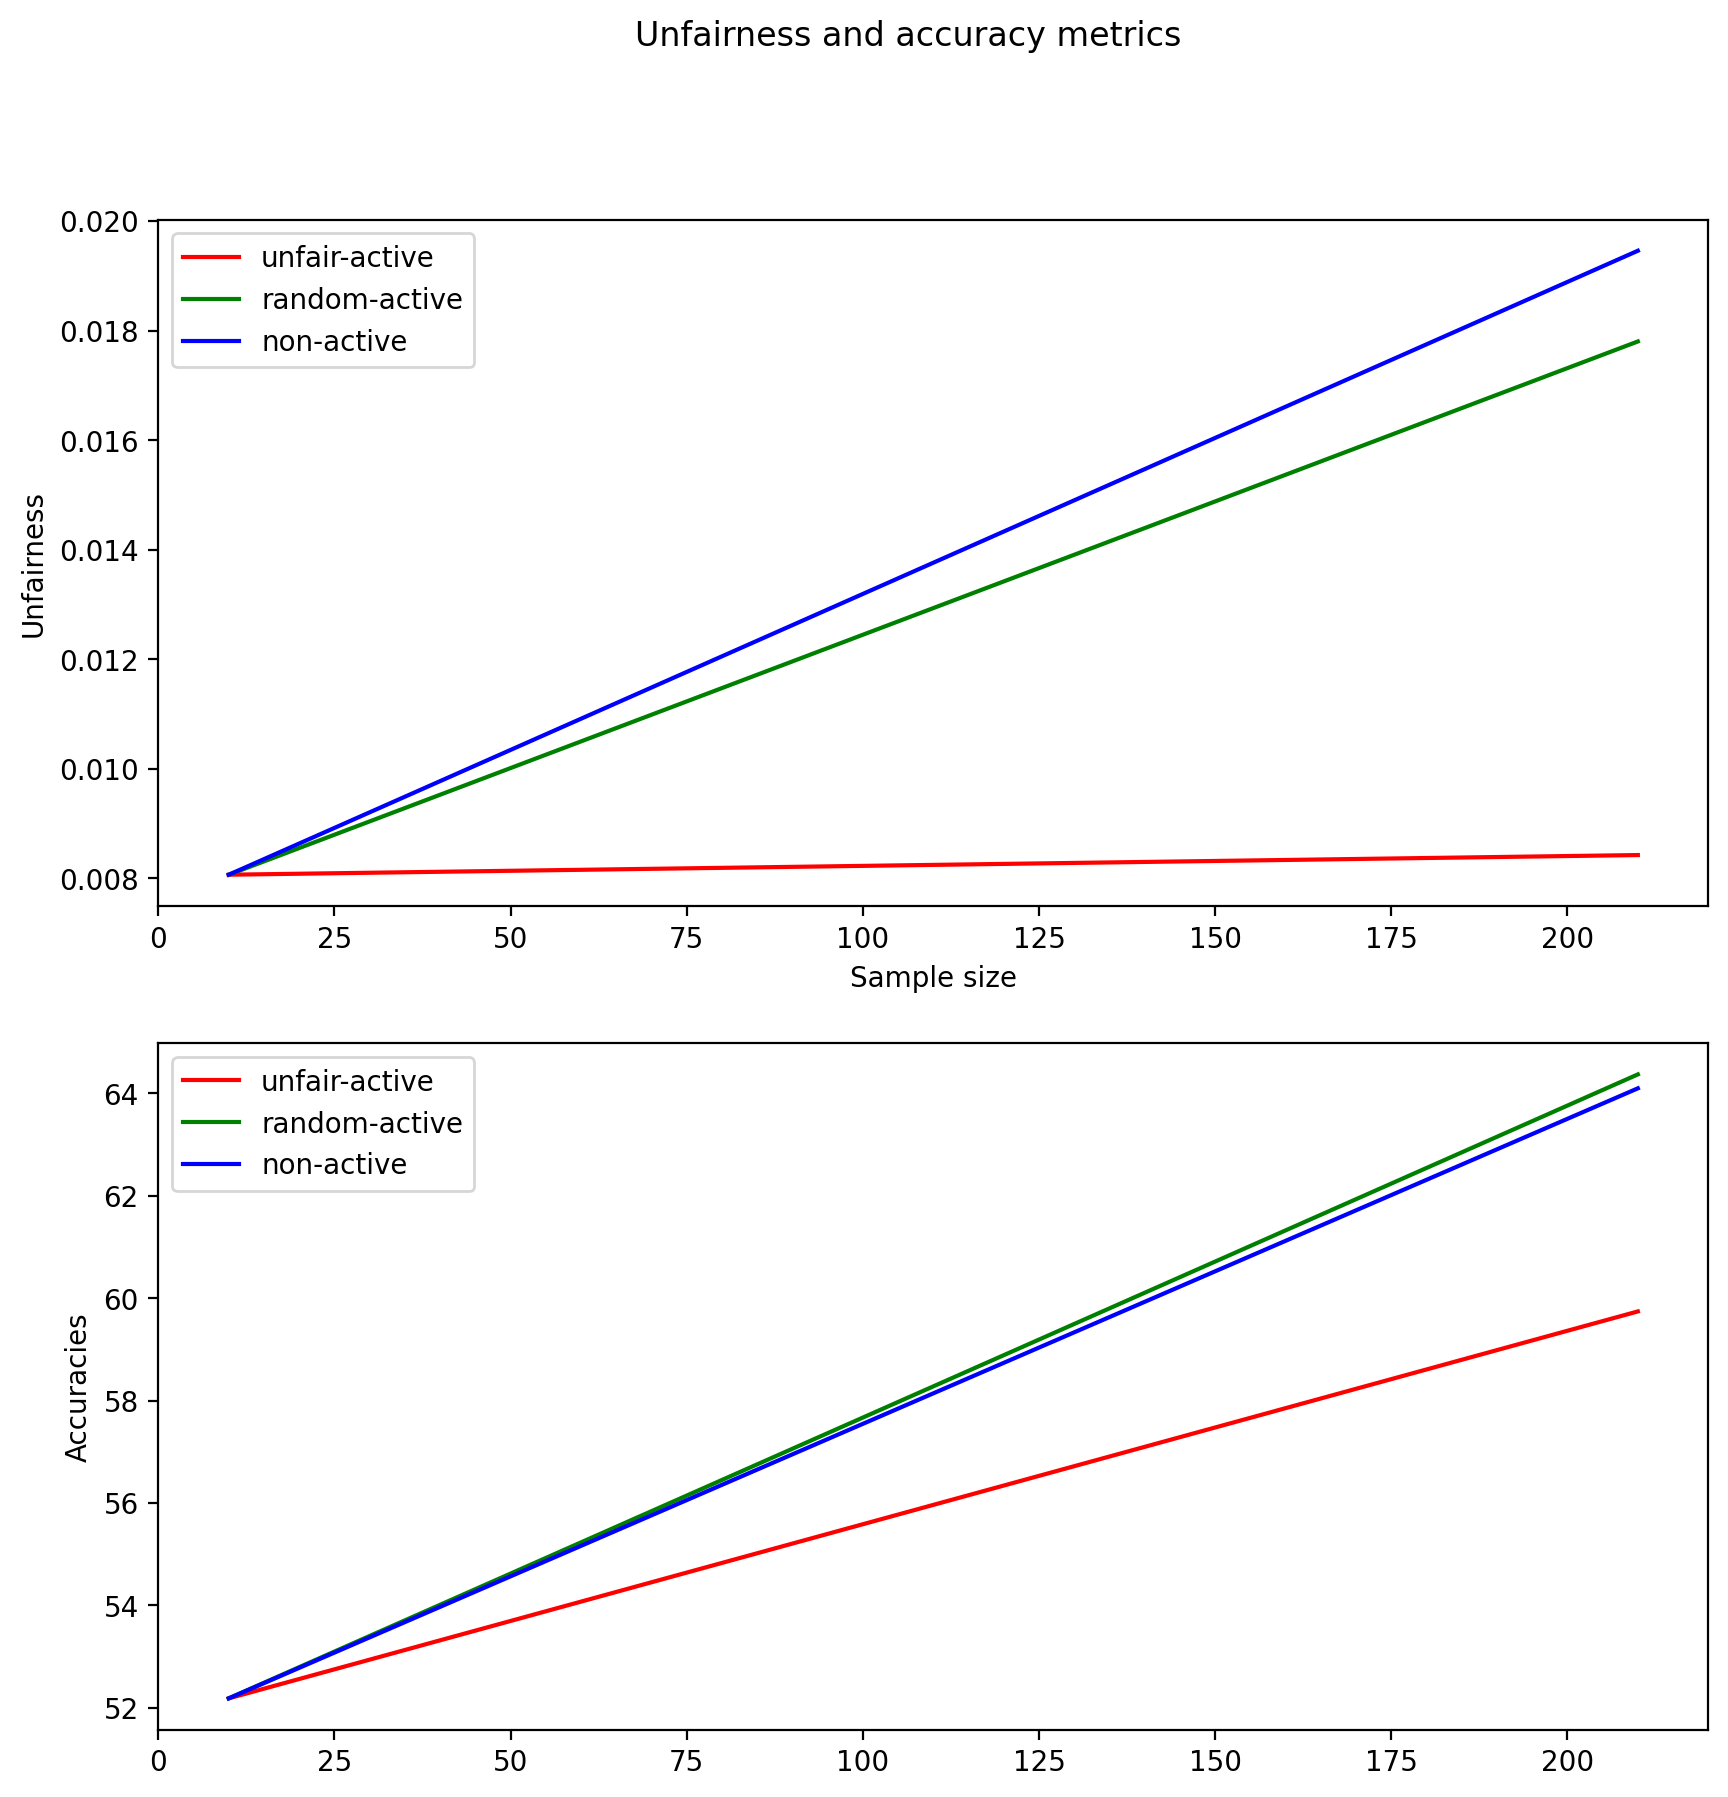 Unfairness and accuracy metrics
0.020
0.018
0.016
0.014
0.012
0.010
0.008
Unfairness
unfair-active
random-active
non-active
0 25 50 75 100 125 150 175 200
Sample size
64
62
60
58
56
54
52
Accuracies
unfair-active
random-active
non-active
0 25 50 75 100 125 150 175 200